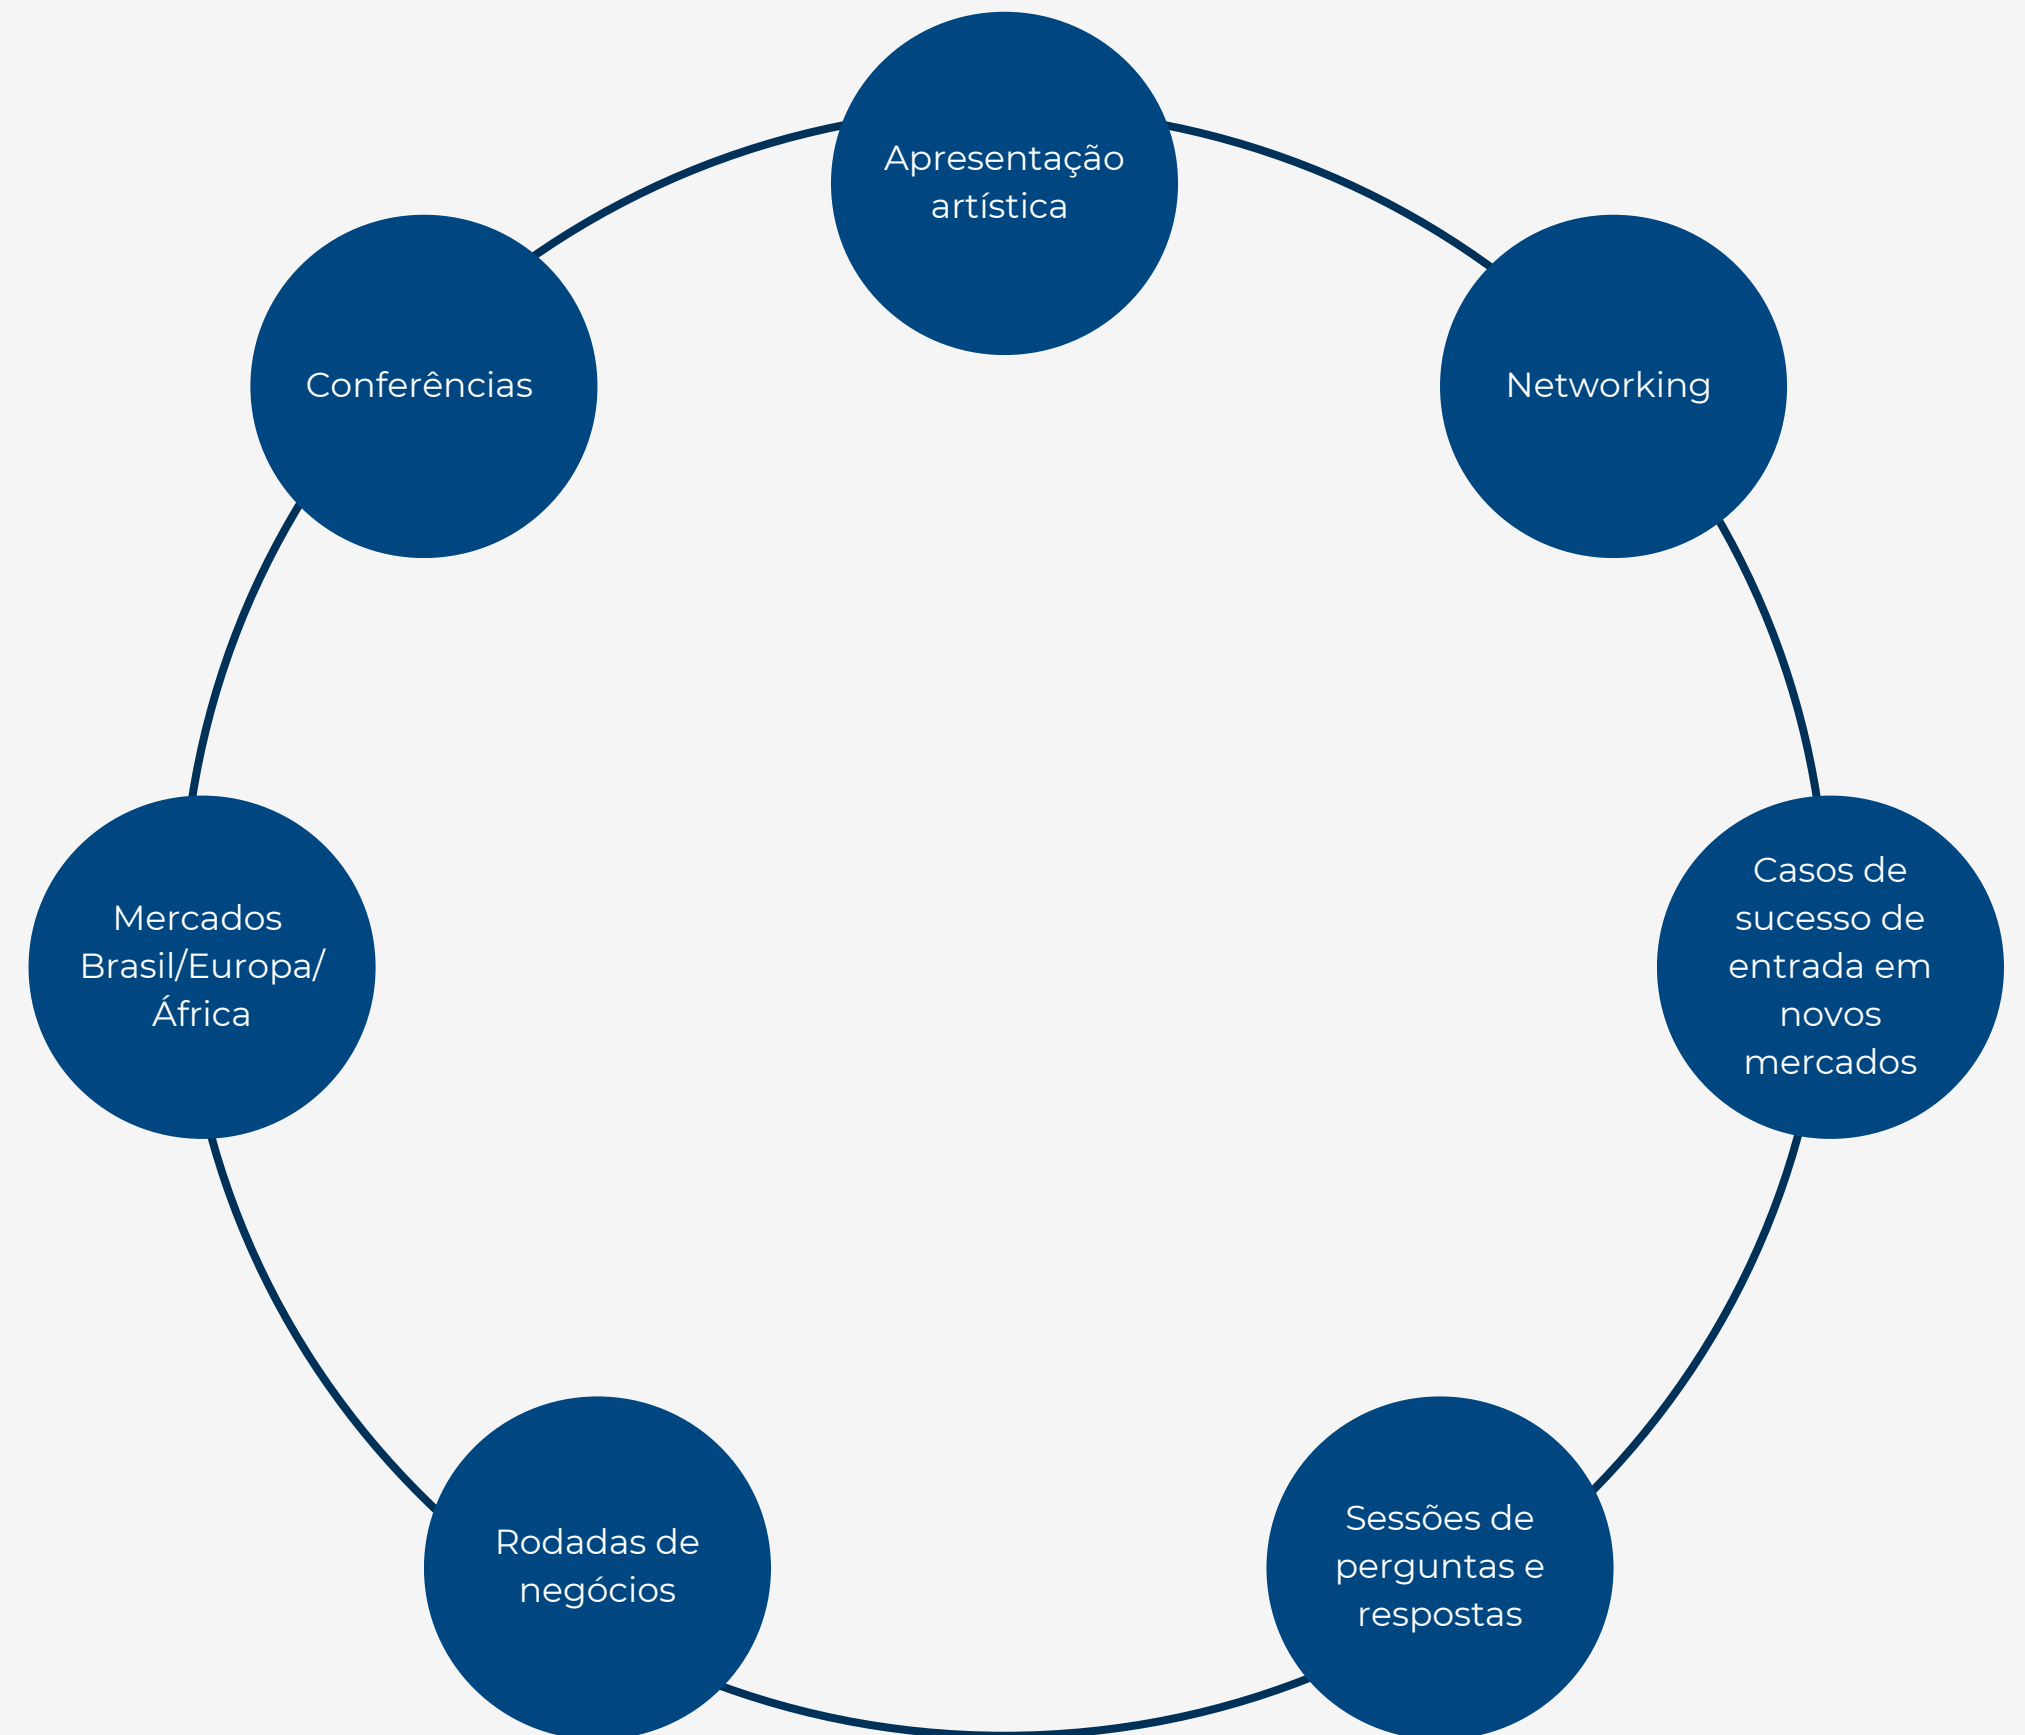 Apresentação
artística
Conferências
Networking
Mercados
Brasil/Europa/
África
Casos de
sucesso de
entrada em
novos
mercados
Rodadas de
negócios
Sessões de
perguntas e
respostas